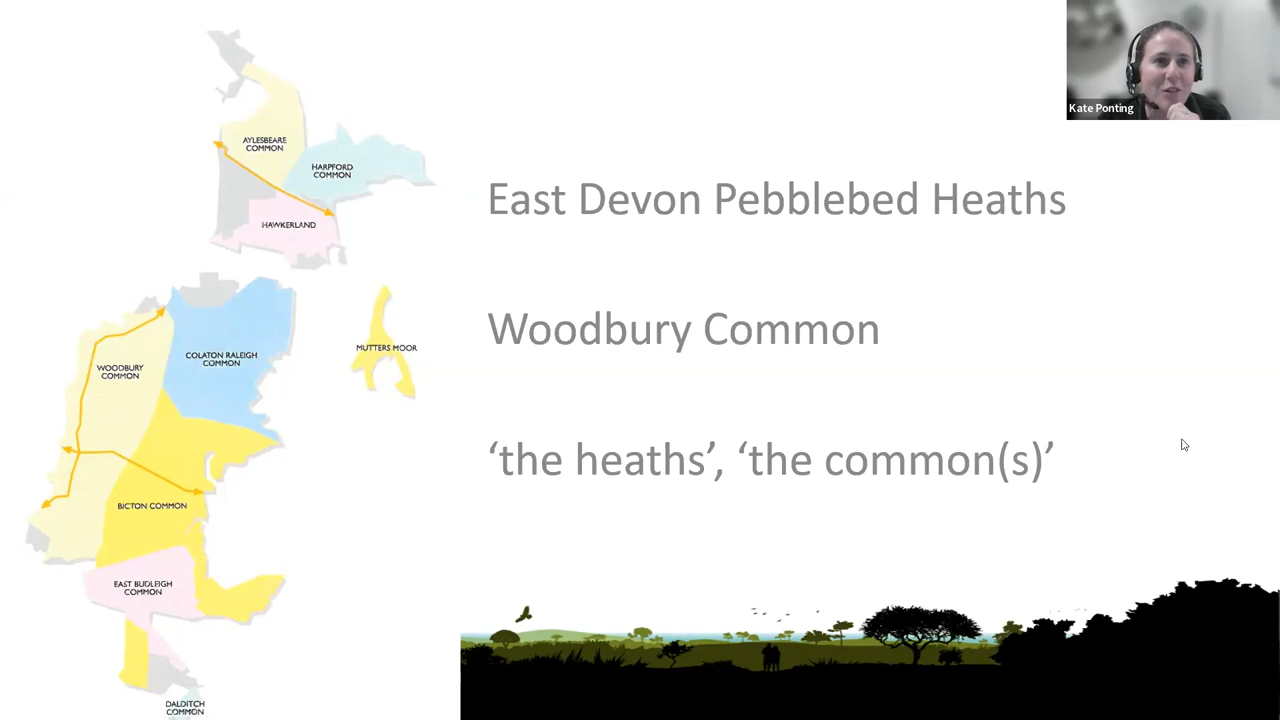 Kate Ponting
AYLESBEARE
COMMON
HARPFORD
COMMON
HAWKERLAND
COLATON RALEIGH
COMMON
MUTTERS MOOR
WOODBURY
COMMON
BICTON COMMON
EAST BUDLEIGH
COMMON
DALDITCH
COMMON
East Devon Pebblebed Heaths
Woodbury Common
‘the heaths’, ‘the common(s)’